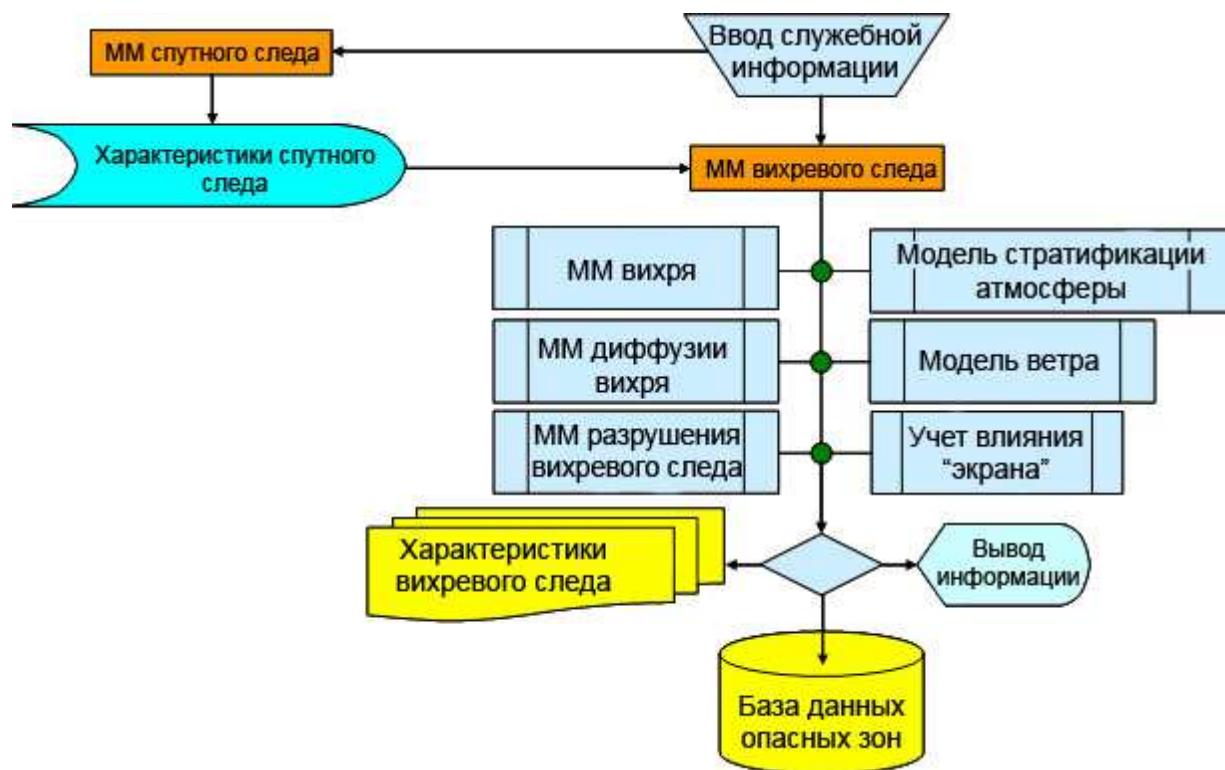 Ввод служебной
информации
ММ спутного следа
Характеристики спутного
следа
ММ вихревого следа
ММ вихря
Модель стратификации
атмосферы
ММ диффузии
вихря
Модель ветра
ММ разрушения
вихревого следа
Учет влияния
“экрана”
Характеристики
вихревого следа
Вывод
информации
База данных
опасных зон